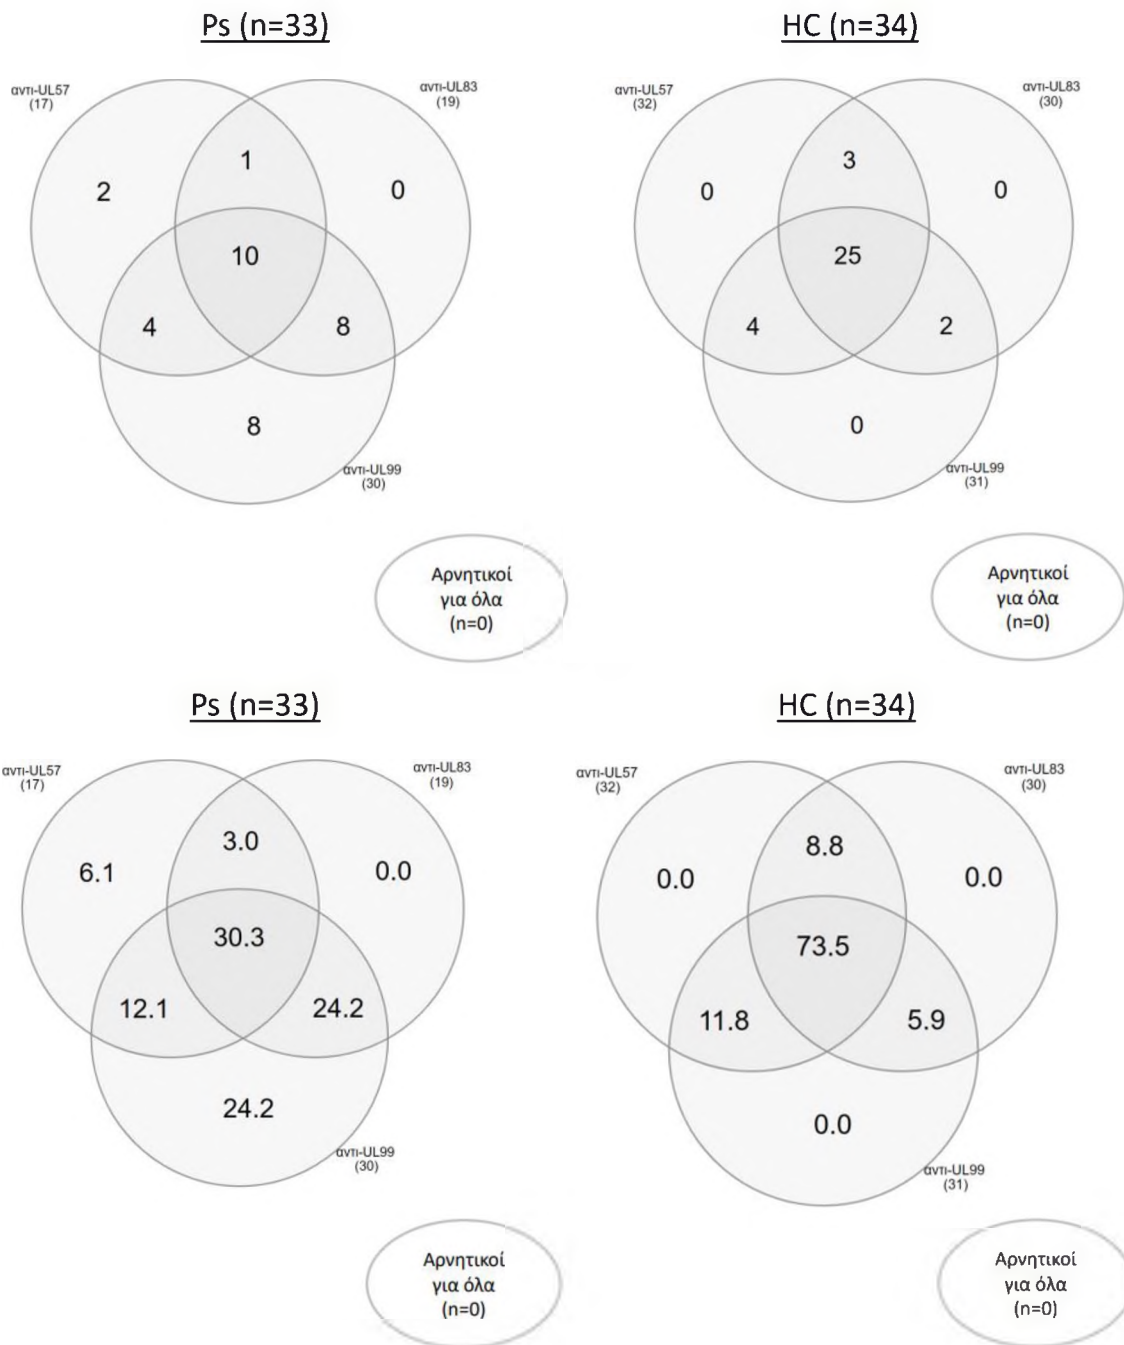 Ps (n=33)
HC (n=34)
αντι-UL57
(17)
αντι-UL83
(19)
αντι-UL57
(32)
αντι-UL83
(30)
1
2
0
10
4
8
8
αντι-UL99
(30)
3
0
0
25
4
2
0
αντι-UL99
(31)
Αρνητικοί
για όλα
(n=0)
Αρνητικοί
για όλα
(n=0)
Ps (n=33)
HC (n=34)
αντι-UL57
(17)
αντι-UL83
(19)
αντι-UL57
(32)
αντι-UL83
(30)
3.0
6.1
0.0
30.3
12.1
24.2
24.2
αντι-UL99
(30)
8.8
0.0
0.0
73.5
11.8
5.9
0.0
αντι-UL99
(31)
Αρνητικοί
για όλα
(n=0)
Αρνητικοί
για όλα
(n=0)